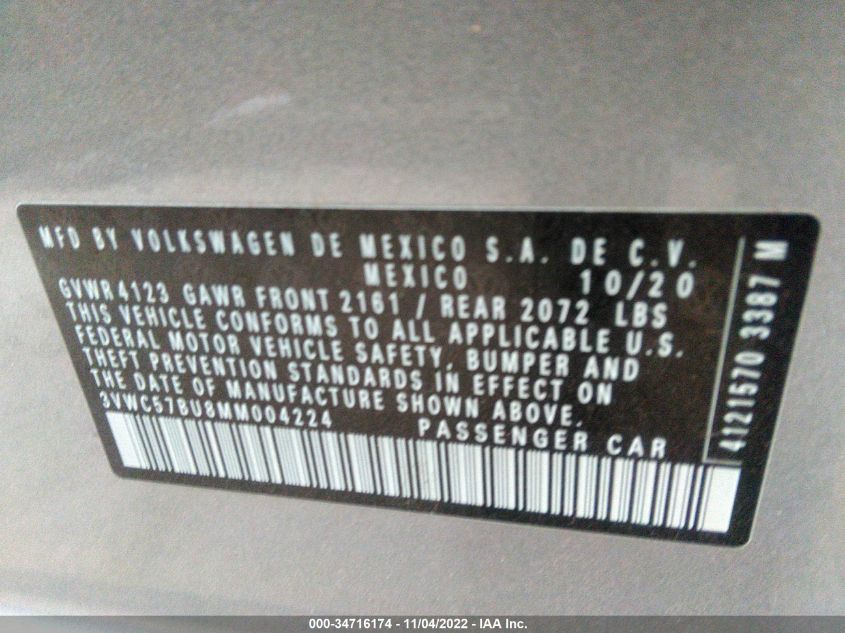 MFD BY VOLKSWAGEN DE MEXICO S.A. DE C.V.
MEXICO 10/20
GVWR 4123 GAWR FRONT 2161 / REAR 2072 LBS
THIS VEHICLE CONFORMS TO ALL APPLICABLE U.S.
FEDERAL MOTOR VEHICLE SAFETY, BUMPER AND
THEFT PREVENTION STANDARDS IN EFFECT ON
THE DATE OF MANUFACTURE SHOWN ABOVE.
3VWC57BU8MM004224 PASSENGER CAR
4121570 3387 M
000-34716174 - 11/04/2022 - IAA Inc.